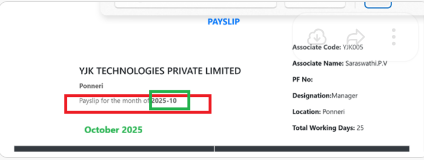 PAYSLIP
YJK TECHNOLOGIES PRIVATE LIMITED
Ponneri
Payslip for the month of 2025-10
October 2025
Associate Code: YJK005
Associate Name: Saraswathi.P.V
PF No:
Designation:Manager
Location: Ponneri
Total Working Days: 25